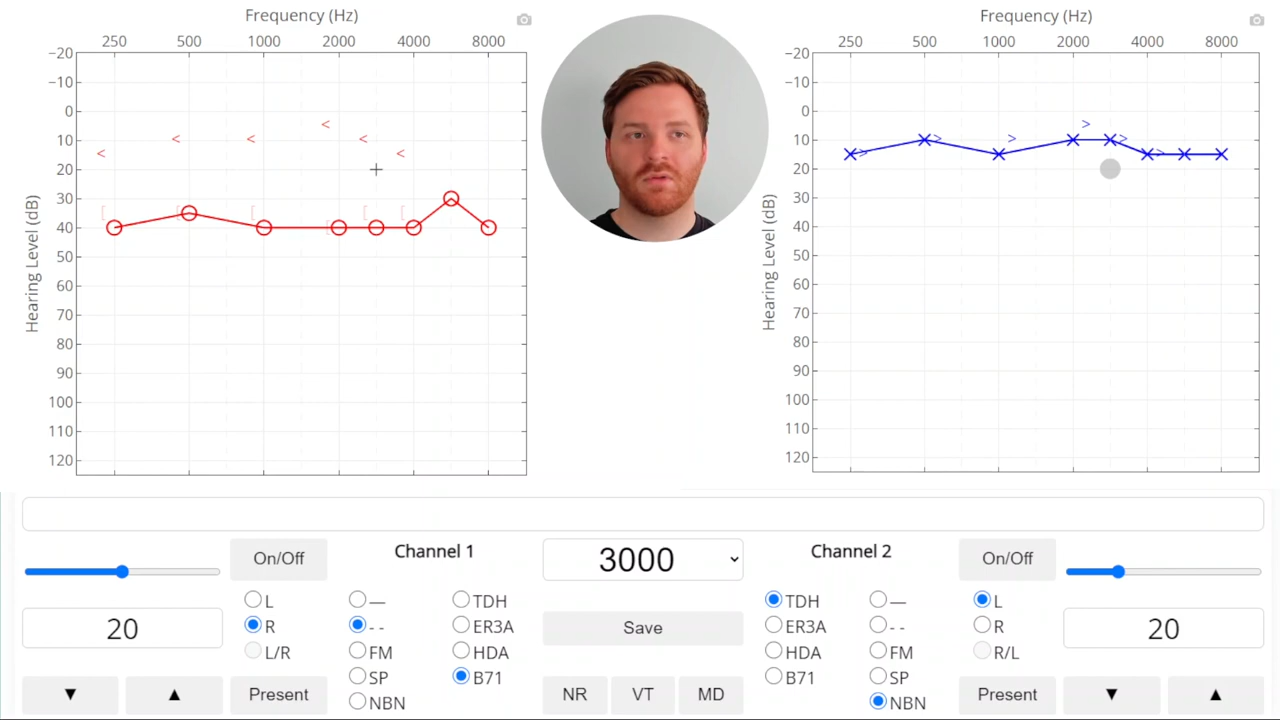 Frequency (Hz)
250 500 1000 2000 4000 8000
−20
−10
0
10
20
30
40
50
60
70
80
90
100
110
120
Hearing Level (dB)
Frequency (Hz)
250 500 1000 2000 4000 8000
−20
−10
0
10
20
30
40
50
60
70
80
90
100
110
120
Hearing Level (dB)
On/Off
Channel 1
3000
Channel 2
On/Off
L
R
L/R
—
- -
FM
SP
NBN
TDH
ER3A
HDA
B71
20
▼
▲
Present
Save
NR
VT
MD
TDH
ER3A
HDA
B71
—
- -
FM
SP
NBN
L
R
R/L
20
Present
▼
▲